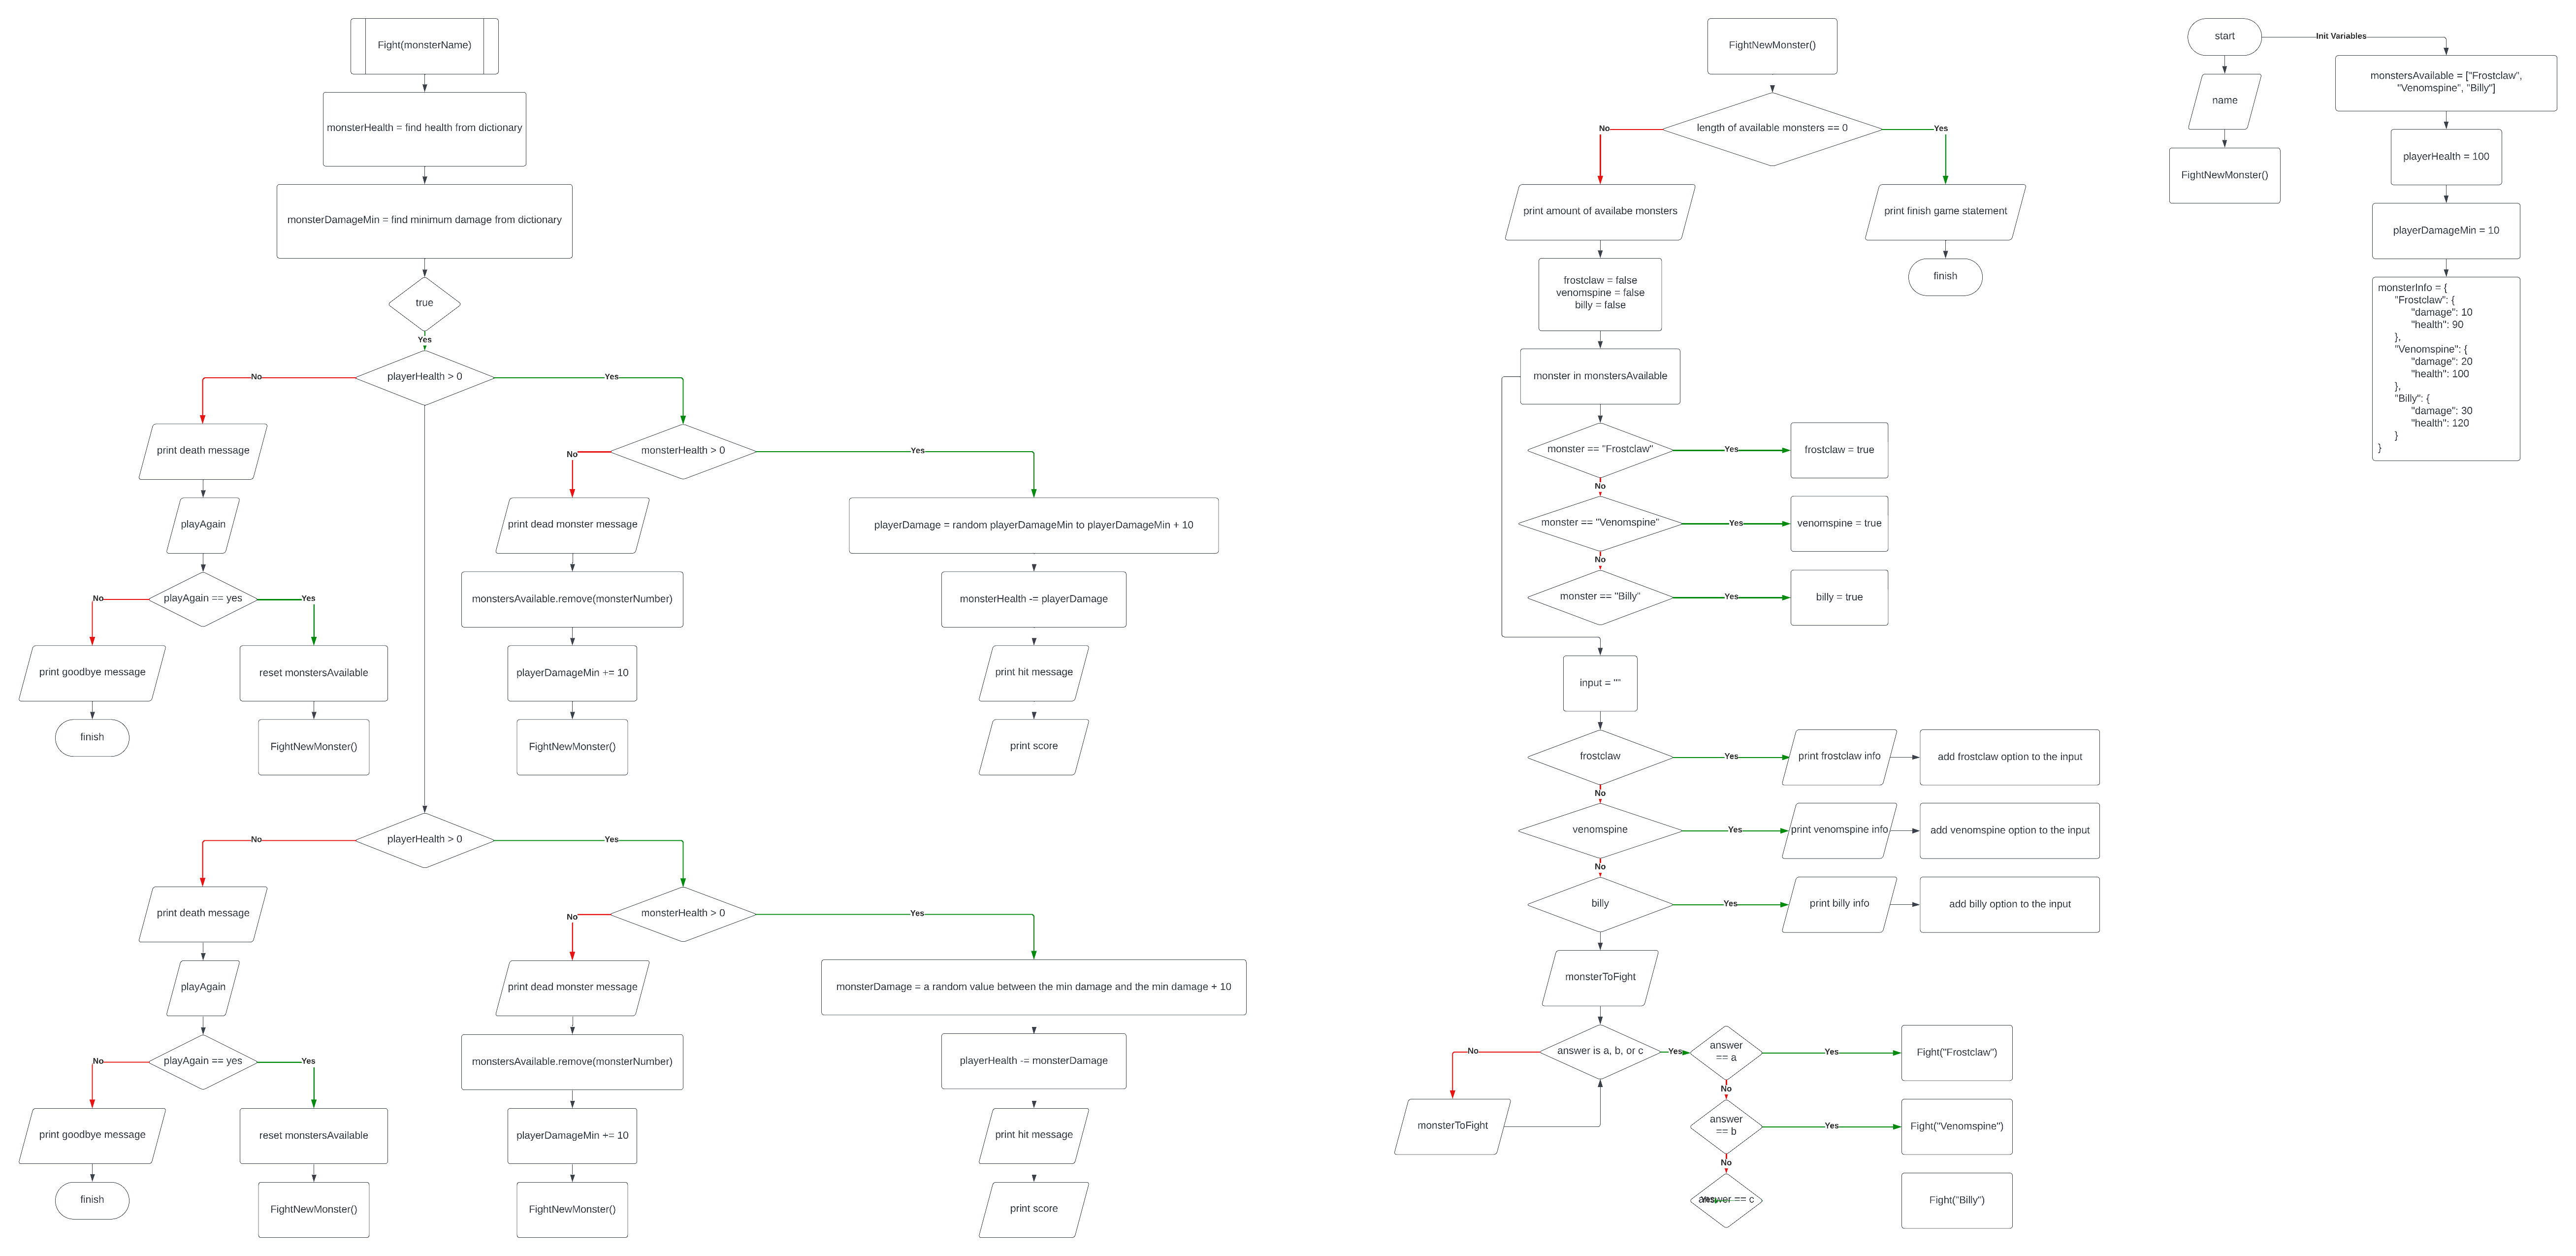 Fight(monsterName)
monsterHealth = find health from dictionary
monsterDamageMin = find minimum damage from dictionary
true
Yes
playerHealth > 0
No
Yes
print death message
playAgain
playAgain == yes
No
Yes
print goodbye message
finish
reset monstersAvailable
FightNewMonster()
monsterHealth > 0
No
Yes
print dead monster message
monstersAvailable.remove(monsterNumber)
playerDamageMin += 10
FightNewMonster()
playerDamage = random playerDamageMin to playerDamageMin + 10
monsterHealth -= playerDamage
print hit message
print score
playerHealth > 0
No
Yes
print death message
playAgain
playAgain == yes
No
Yes
print goodbye message
finish
reset monstersAvailable
FightNewMonster()
monsterHealth > 0
No
Yes
print dead monster message
monstersAvailable.remove(monsterNumber)
playerDamageMin += 10
FightNewMonster()
monsterDamage = a random value between the min damage and the min damage + 10
playerHealth -= monsterDamage
print hit message
print score
FightNewMonster()
length of available monsters == 0
No
Yes
print amount of availabe monsters
print finish game statement
finish
frostclaw = false
venomspine = false
billy = false
monster in monstersAvailable
monster == "Frostclaw"
Yes
frostclaw = true
No
monster == "Venomspine"
Yes
venomspine = true
No
monster == "Billy"
Yes
billy = true
input = ""
frostclaw
Yes
print frostclaw info
add frostclaw option to the input
No
venomspine
Yes
print venomspine info
add venomspine option to the input
No
billy
Yes
print billy info
add billy option to the input
monsterToFight
answer is a, b, or c
No
monsterToFight
Yes
answer
== a
Yes
Fight("Frostclaw")
No
answer
== b
Yes
Fight("Venomspine")
No
answer == c
Yes
Fight("Billy")
start
Init Variables
name
FightNewMonster()
monstersAvailable = ["Frostclaw",
"Venomspine", "Billy"]
playerHealth = 100
playerDamageMin = 10
monsterInfo = {
"Frostclaw": {
"damage": 10
"health": 90
},
"Venomspine": {
"damage": 20
"health": 100
},
"Billy": {
"damage": 30
"health": 120
}
}